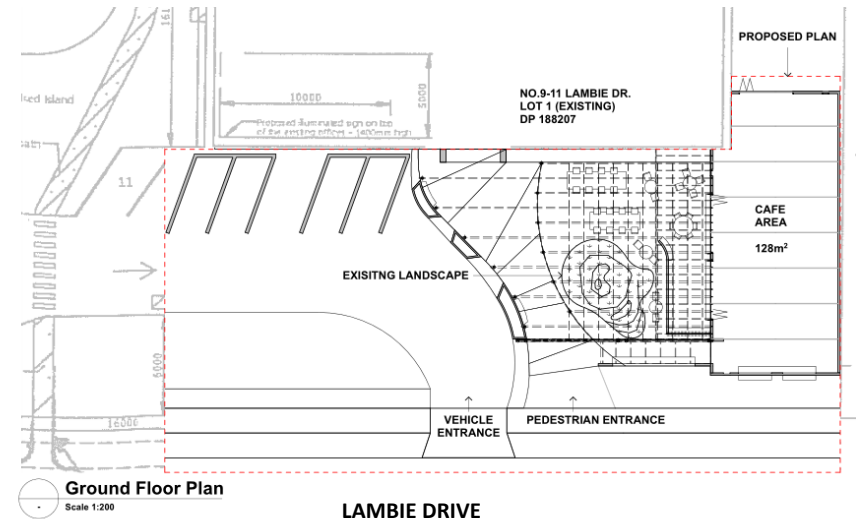 161
PROPOSED PLAN
ued Island
10000
5000
NO.9-11 LAMBIE DR.
LOT 1 (EXISTING)
DP 188207
Proposed illuminated sign on top
of the existing offices - 1400mm high
11
CAFE
AREA
128m²
EXISITNG LANDSCAPE
6000
16000
VEHICLE
ENTRANCE
PEDESTRIAN ENTRANCE
Ground Floor Plan
Scale 1:200
LAMBIE DRIVE